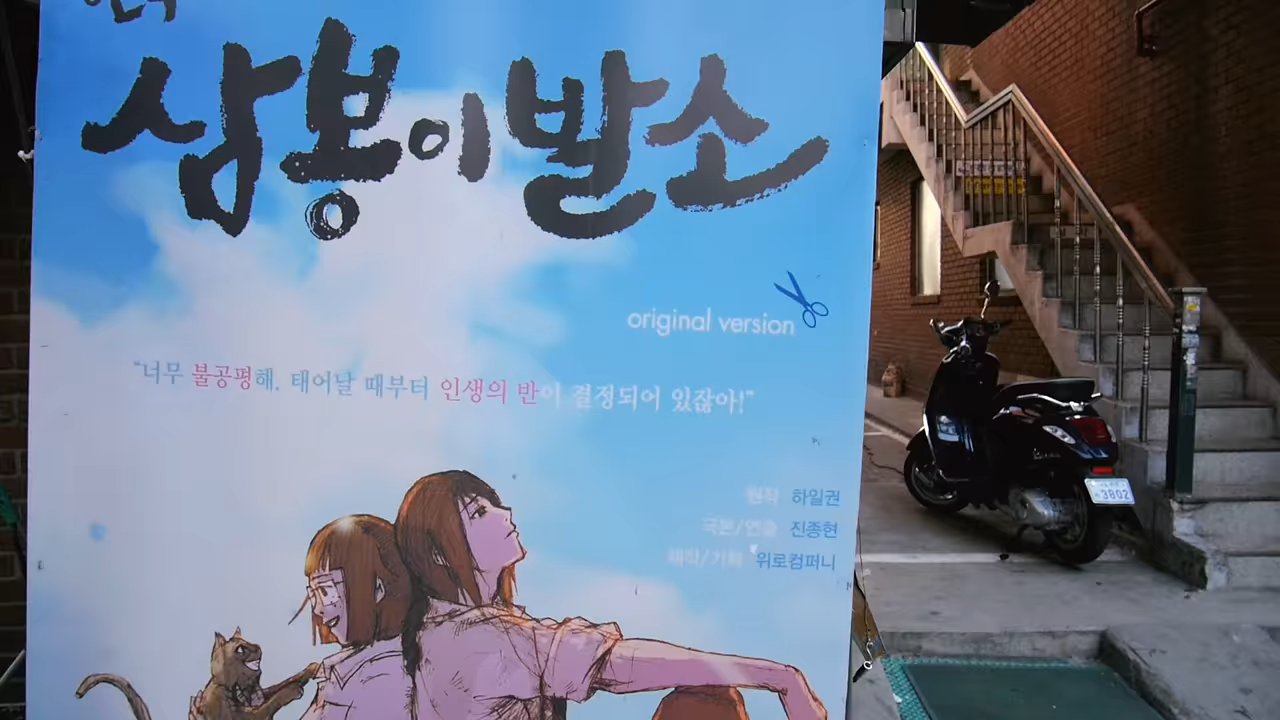 삼봉이발소
original version
"너무 불공평해. 태어날 때부터 인생의 반이 결정되어 있잖아!"
원작 하일권
극본/연출 진종현
제작/기획 위로컴퍼니
3802